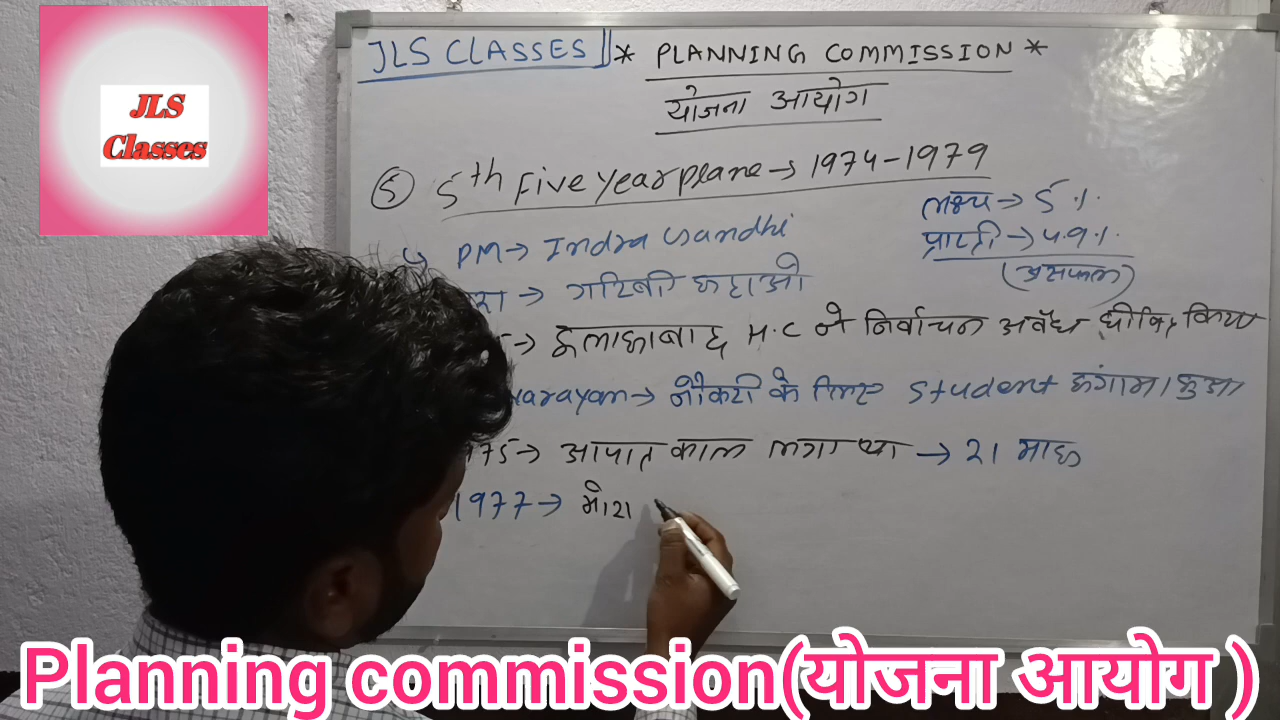 JLS
Classes
JLS CLASSES * PLANNING COMMISSION *
योजना आयोग
⑤ 5th Five Year plane → 1974-1979
लक्ष्य → 5 %
PM → Indra Gandhi
प्राप्ती → 4.9 %
(असफल)
→ गरिबी हटाओ
→ इलाहाबाद H.C ने निर्वाचन अवैध घोषित किया
narayan → नौकरी के लिए Student हंगामा हुआ
975 → आपात काल लगा था → 21 माह
1977 → मोरा
Planning commission(योजना आयोग )